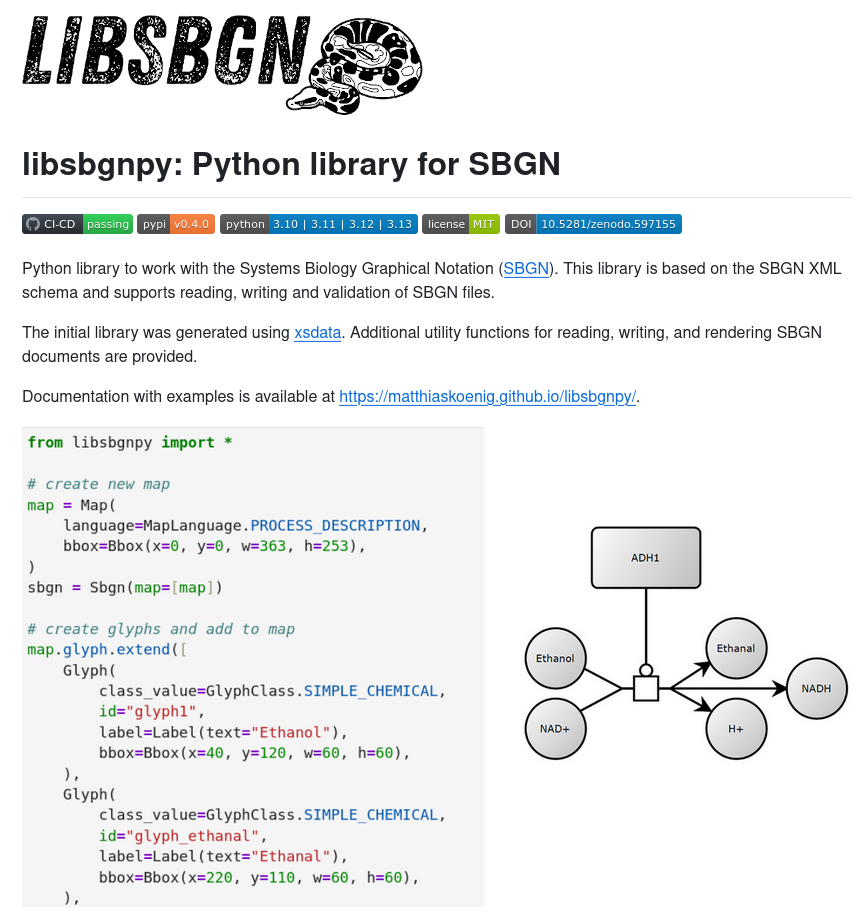 LIBSBGN
libsbgnpy: Python library for SBGN
CI-CD passing pypi v0.4.0 python 3.10 | 3.11 | 3.12 | 3.13 license MIT DOI 10.5281/zenodo.597155
Python library to work with the Systems Biology Graphical Notation (SBGN). This library is based on the SBGN XML
schema and supports reading, writing and validation of SBGN files.
The initial library was generated using xsdata. Additional utility functions for reading, writing, and rendering SBGN
documents are provided.
Documentation with examples is available at https://matthiaskoenig.github.io/libsbgnpy/.
from libsbgnpy import *
# create new map
map = Map(
    language=MapLanguage.PROCESS_DESCRIPTION,
    bbox=Bbox(x=0, y=0, w=363, h=253),
)
sbgn = Sbgn(map=[map])
# create glyphs and add to map
map.glyph.extend([
    Glyph(
        class_value=GlyphClass.SIMPLE_CHEMICAL,
        id="glyph1",
        label=Label(text="Ethanol"),
        bbox=Bbox(x=40, y=120, w=60, h=60),
    ),
    Glyph(
        class_value=GlyphClass.SIMPLE_CHEMICAL,
        id="glyph_ethanal",
        label=Label(text="Ethanal"),
        bbox=Bbox(x=220, y=110, w=60, h=60),
    ),
ADH1
Ethanol
Ethanal
NADH
NAD+
H+